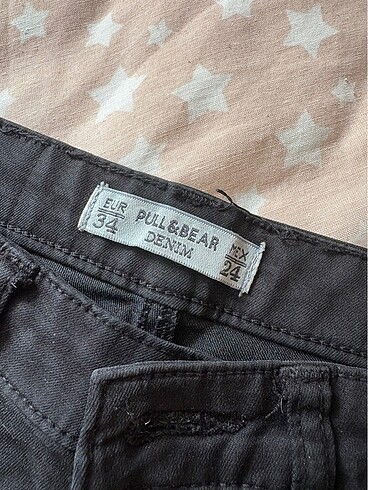 EUR
34
PULL&BEAR
DENIM
MEX
24